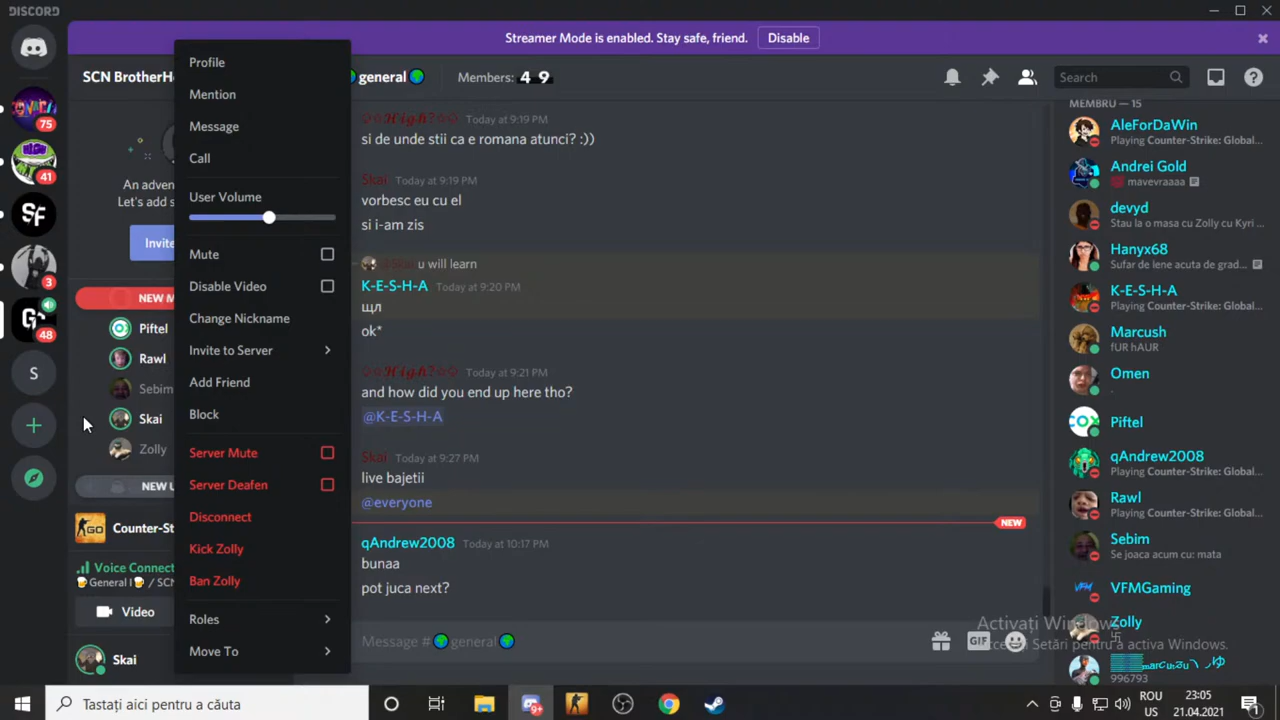 DISCORD
Streamer Mode is enabled. Stay safe, friend.
Disable
SCN BrotherHo
general
Members: 4 9
Search
75
41
SF
3
48
S
An adven
Let's add s
Invite
NEW M
Piftel
Rawl
Sebim
Skai
Zolly
NEW U
Counter-St
Voice Connect
General I / SCN
Video
Skai
Profile
Mention
Message
Call
User Volume
Mute
Disable Video
Change Nickname
Invite to Server
Add Friend
Block
Server Mute
Server Deafen
Disconnect
Kick Zolly
Ban Zolly
Roles
Move To
Today at 9:19 PM
si de unde stii ca e romana atunci? :))
Skai Today at 9:19 PM
vorbesc eu cu el
si i-am zis
@Skai u will learn
K-E-S-H-A Today at 9:20 PM
щл
ok*
Today at 9:21 PM
and how did you end up here tho?
@K-E-S-H-A
Skai Today at 9:27 PM
live bajetii
@everyone
NEW
qAndrew2008 Today at 10:17 PM
bunaa
pot juca next?
Message # general
GIF
MEMBRU — 15
AleForDaWin
Playing Counter-Strike: Global...
Andrei Gold
mavevraaaa
devyd
Stau la o masa cu Zolly cu Kyri ...
Hanyx68
Sufar de lene acuta de grad...
K-E-S-H-A
Playing Counter-Strike: Global...
Marcush
fUR hAUR
Omen
.
Piftel
qAndrew2008
Playing Counter-Strike: Global...
Rawl
Playing Counter-Strike: Global...
Sebim
Se joaca acum cu: mata
VFMGaming
Zolly
卐
996793
Activați Windows
Accesați Setări pentru a activa Windows.
Tastați aici pentru a căuta
9+
ROU
US
23:05
21.04.2021
1